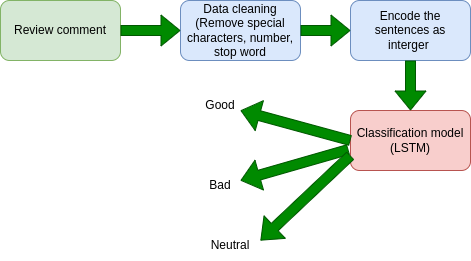 Review comment
Data cleaning
(Remove special
characters, number,
stop word
Encode the
sentences as
interger
Classification model
(LSTM)
Good
Bad
Neutral